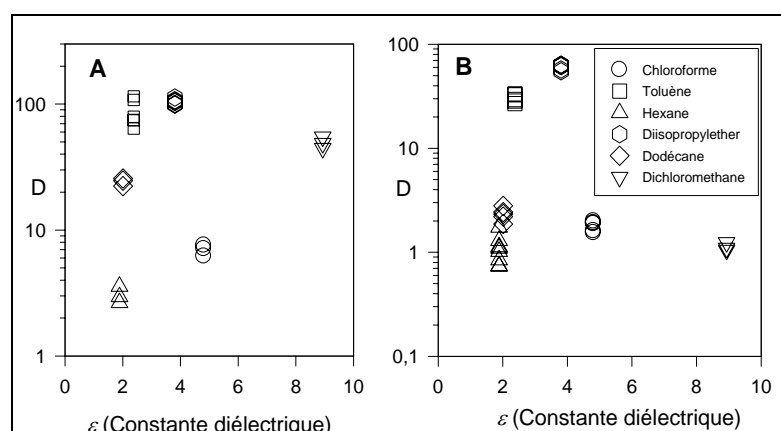 A
100
10
1
D
0 2 4 6 8 10
ε (Constante diélectrique)
B
100
10
1
0,1
D
0 2 4 6 8 10
ε (Constante diélectrique)
Chloroforme
Toluène
Hexane
Diisopropylether
Dodécane
Dichloromethane